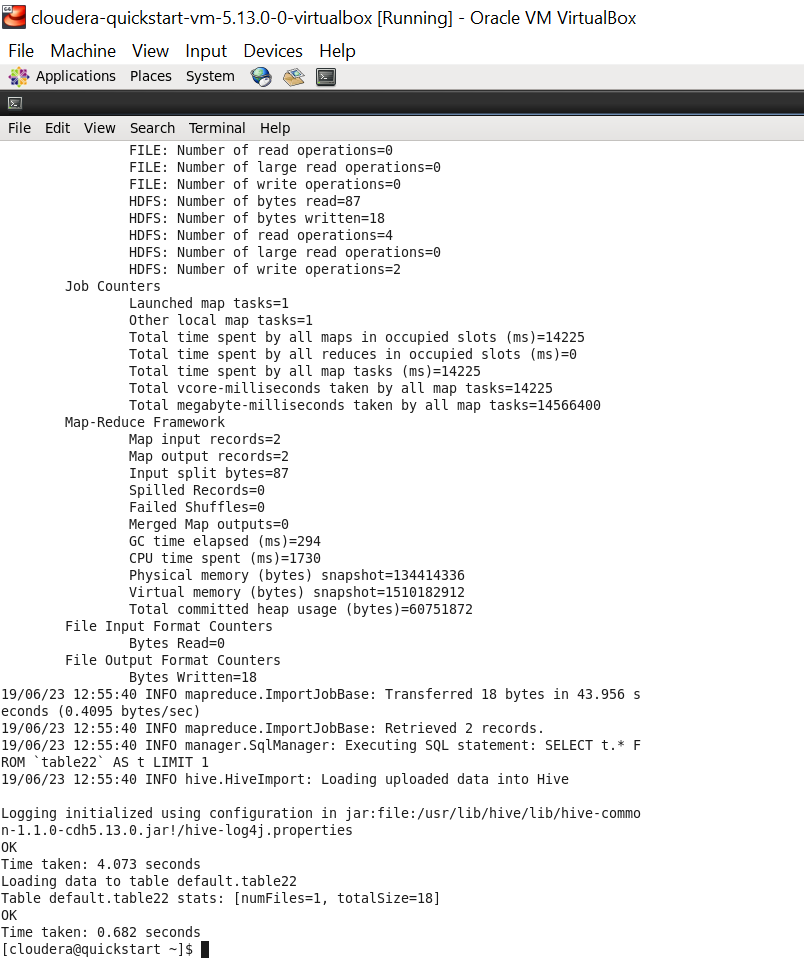 cloudera-quickstart-vm-5.13.0-0-virtualbox [Running] - Oracle VM VirtualBox
File Machine View Input Devices Help
Applications Places System
File Edit View Search Terminal Help
FILE: Number of read operations=0
FILE: Number of large read operations=0
FILE: Number of write operations=0
HDFS: Number of bytes read=87
HDFS: Number of bytes written=18
HDFS: Number of read operations=4
HDFS: Number of large read operations=0
HDFS: Number of write operations=2
Job Counters
Launched map tasks=1
Other local map tasks=1
Total time spent by all maps in occupied slots (ms)=14225
Total time spent by all reduces in occupied slots (ms)=0
Total time spent by all map tasks (ms)=14225
Total vcore-milliseconds taken by all map tasks=14225
Total megabyte-milliseconds taken by all map tasks=14566400
Map-Reduce Framework
Map input records=2
Map output records=2
Input split bytes=87
Spilled Records=0
Failed Shuffles=0
Merged Map outputs=0
GC time elapsed (ms)=294
CPU time spent (ms)=1730
Physical memory (bytes) snapshot=134414336
Virtual memory (bytes) snapshot=1510182912
Total committed heap usage (bytes)=60751872
File Input Format Counters
Bytes Read=0
File Output Format Counters
Bytes Written=18
19/06/23 12:55:40 INFO mapreduce.ImportJobBase: Transferred 18 bytes in 43.956 s
econds (0.4095 bytes/sec)
19/06/23 12:55:40 INFO mapreduce.ImportJobBase: Retrieved 2 records.
19/06/23 12:55:40 INFO manager.SqlManager: Executing SQL statement: SELECT t.* F
ROM `table22` AS t LIMIT 1
19/06/23 12:55:40 INFO hive.HiveImport: Loading uploaded data into Hive
Logging initialized using configuration in jar:file:/usr/lib/hive/lib/hive-commo
n-1.1.0-cdh5.13.0.jar!/hive-log4j.properties
OK
Time taken: 4.073 seconds
Loading data to table default.table22
Table default.table22 stats: [numFiles=1, totalSize=18]
OK
Time taken: 0.682 seconds
[cloudera@quickstart ~]$